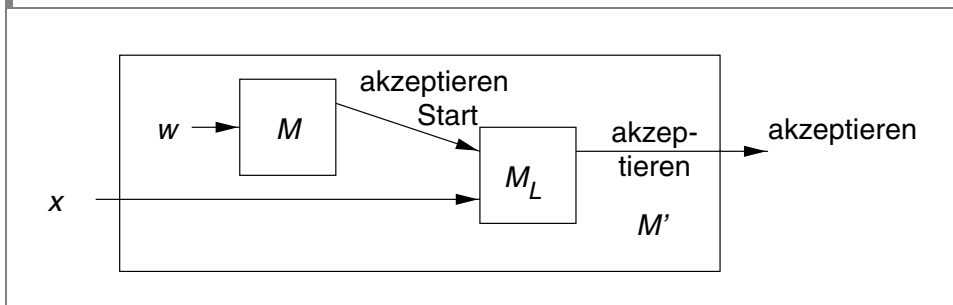 akzeptieren
Start
w
M
akzep-
tieren
akzeptieren
M_L
x
M'